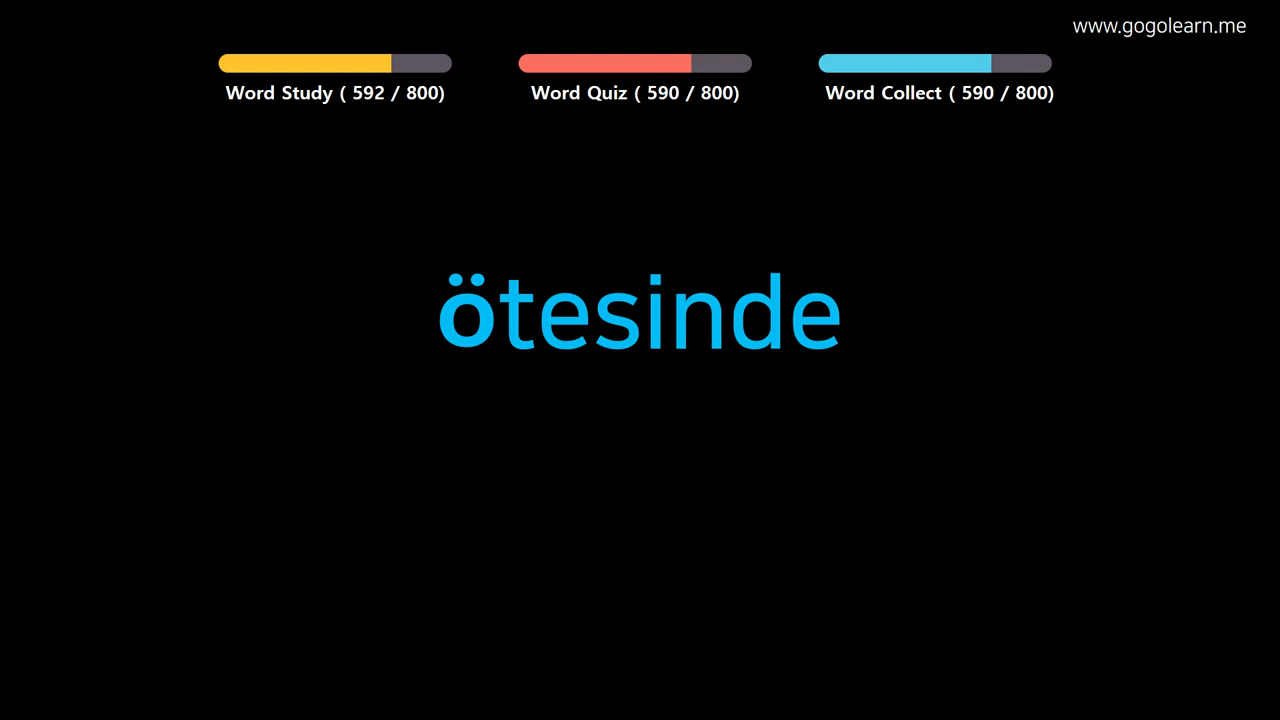 www.gogolearn.me
Word Study ( 592 / 800)
Word Quiz ( 590 / 800)
Word Collect ( 590 / 800)
ötesinde